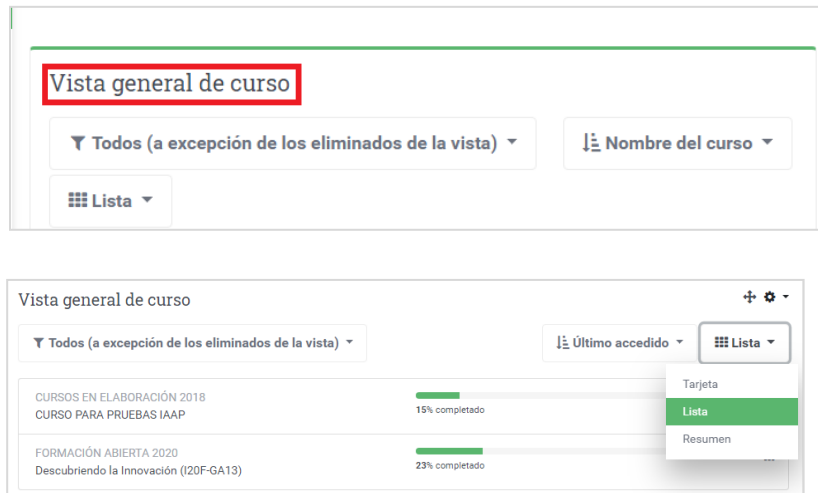 Vista general de curso
Todos (a excepción de los eliminados de la vista)
Nombre del curso
Lista
Vista general de curso
Todos (a excepción de los eliminados de la vista)
Último accedido
Lista
Tarjeta
Lista
Resumen
CURSOS EN ELABORACIÓN 2018
CURSO PARA PRUEBAS IAAP
15% completado
FORMACIÓN ABIERTA 2020
Descubriendo la Innovación (I20F-GA13)
23% completado